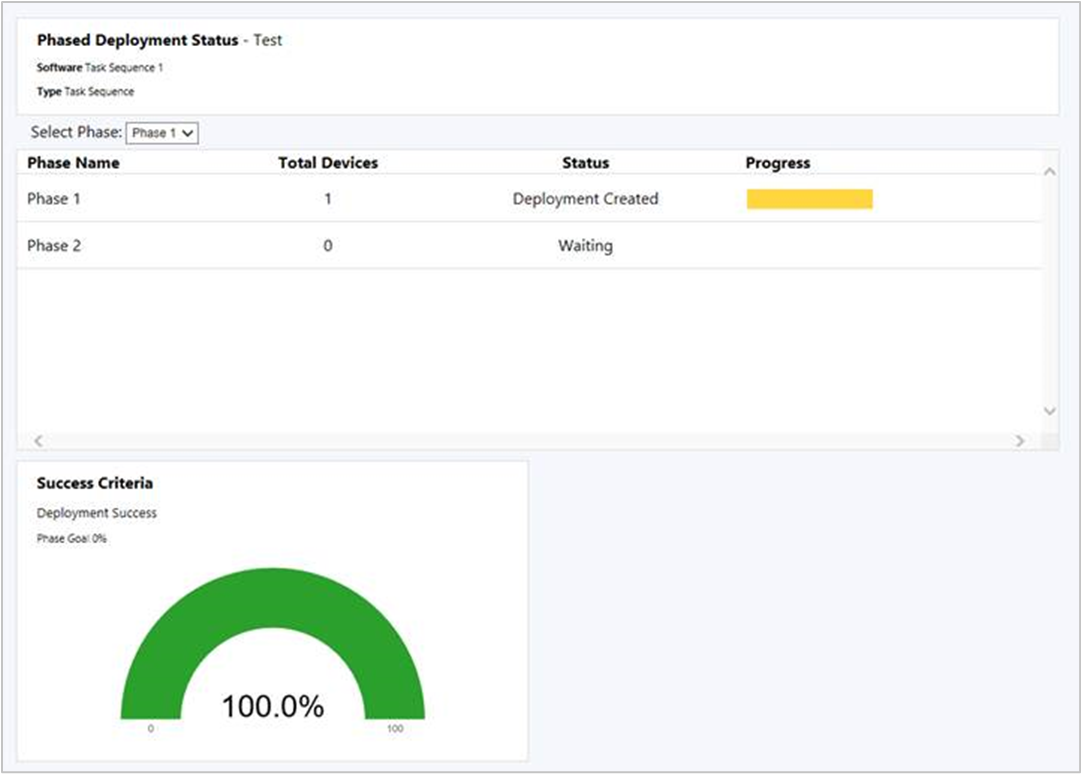 Phased Deployment Status - Test
Software Task Sequence 1
Type Task Sequence
Select Phase: Phase 1
Phase Name Total Devices Status Progress
Phase 1 1 Deployment Created
Phase 2 0 Waiting
Success Criteria
Deployment Success
Phase Goal 0%
100.0%
0 100